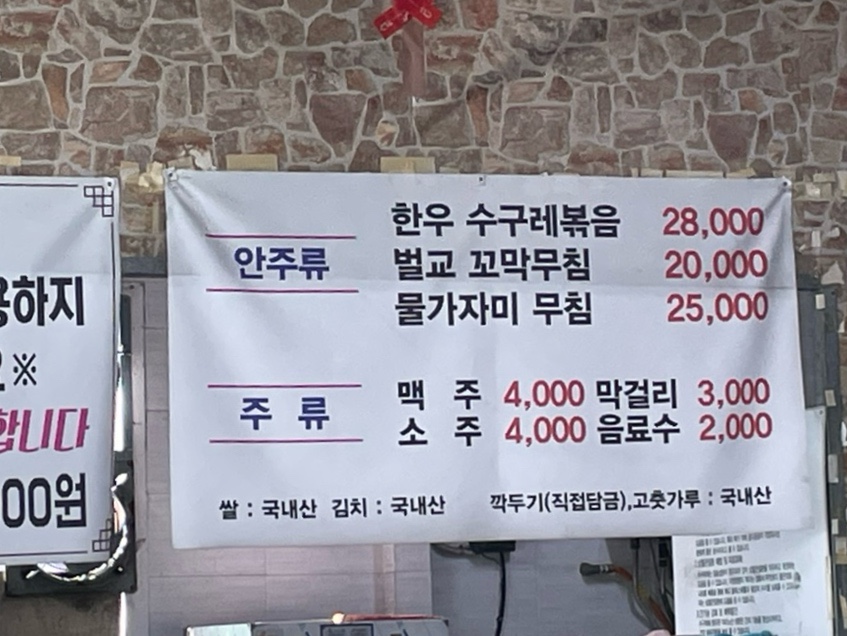 하지
※
합니다
00원
안주류
한우 수구레볶음 28,000
벌교 꼬막무침 20,000
물가자미 무침 25,000
주 류
맥 주 4,000 막걸리 3,000
소 주 4,000 음료수 2,000
쌀 : 국내산 김치 : 국내산 깍두기(직접담금),고춧가루 : 국내산